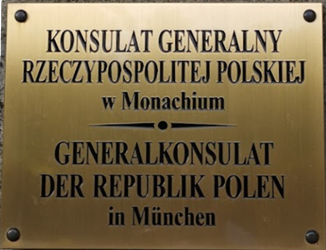 KONSULAT GENERALNY
RZECZYPOSPOLITEJ POLSKIEJ
w Monachium
GENERALKONSULAT
DER REPUBLIK POLEN
in München